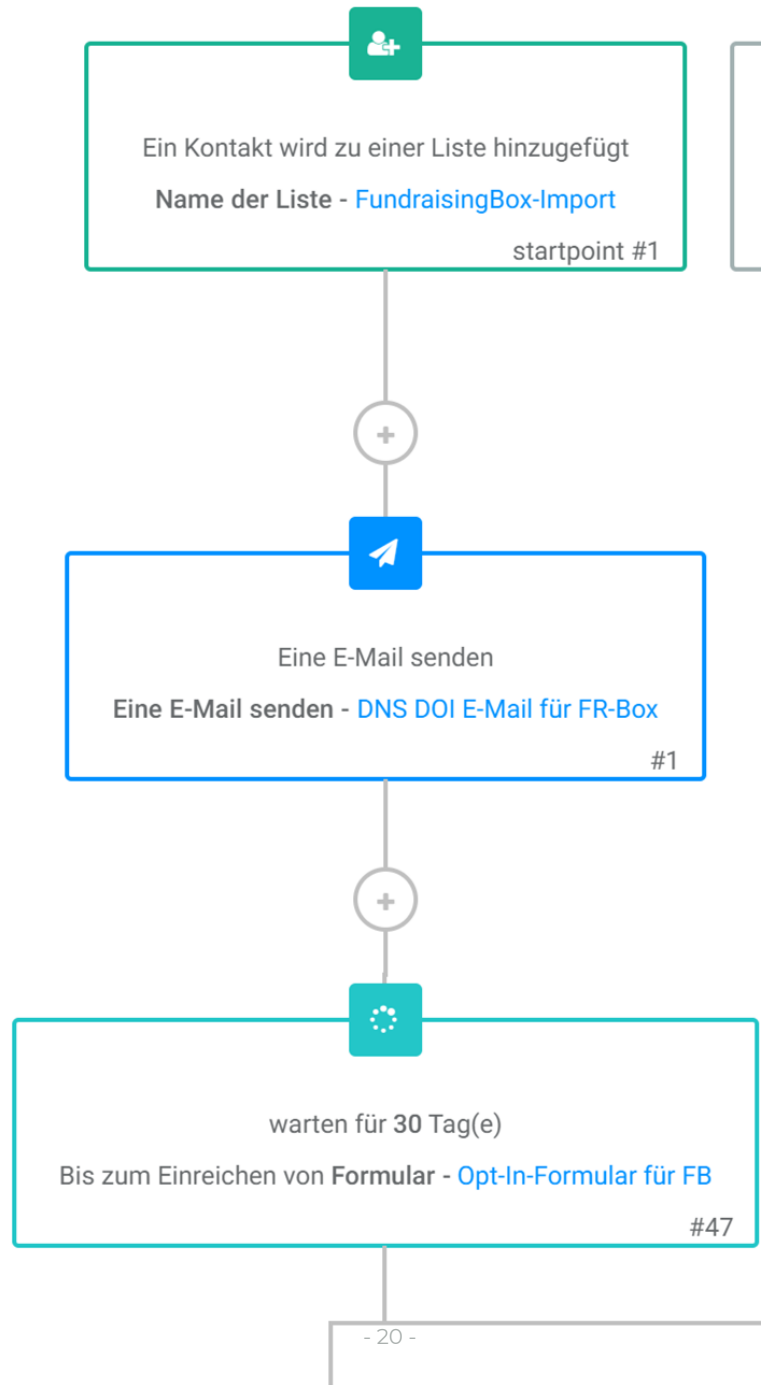 Ein Kontakt wird zu einer Liste hinzugefügt
Name der Liste - FundraisingBox-Import
startpoint #1
Eine E-Mail senden
Eine E-Mail senden - DNS DOI E-Mail für FR-Box
#1
warten für 30 Tag(e)
Bis zum Einreichen von Formular - Opt-In-Formular für FB
#47
- 20 -